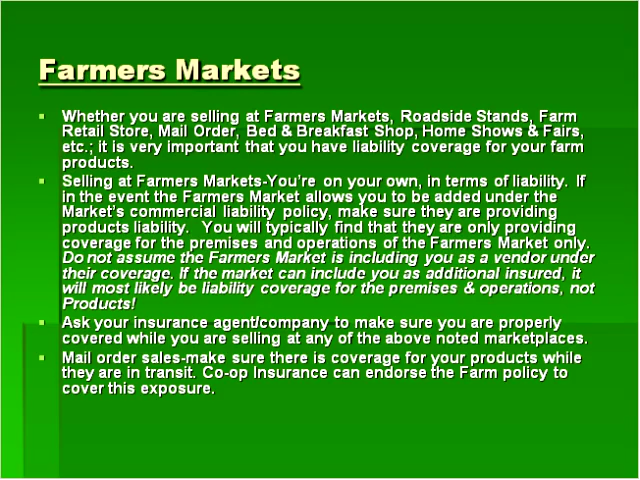 Farmers Markets
Whether you are selling at Farmers Markets, Roadside Stands, Farm
Retail Store, Mail Order, Bed & Breakfast Shop, Home Shows & Fairs,
etc.; it is very important that you have liability coverage for your farm
products.
Selling at Farmers Markets-You're on your own, in terms of liability. If
in the event the Farmers Market allows you to be added under the
Market's commercial liability policy, make sure they are providing
products liability. You will typically find that they are only providing
coverage for the premises and operations of the Farmers Market only.
Do not assume the Farmers Market is including you as a vendor under
their coverage. If the market can include you as additional insured, it
will most likely be liability coverage for the premises & operations, not
Products!
Ask your insurance agent/company to make sure you are properly
covered while you are selling at any of the above noted marketplaces.
Mail order sales-make sure there is coverage for your products while
they are in transit. Co-op Insurance can endorse the Farm policy to
cover this exposure.